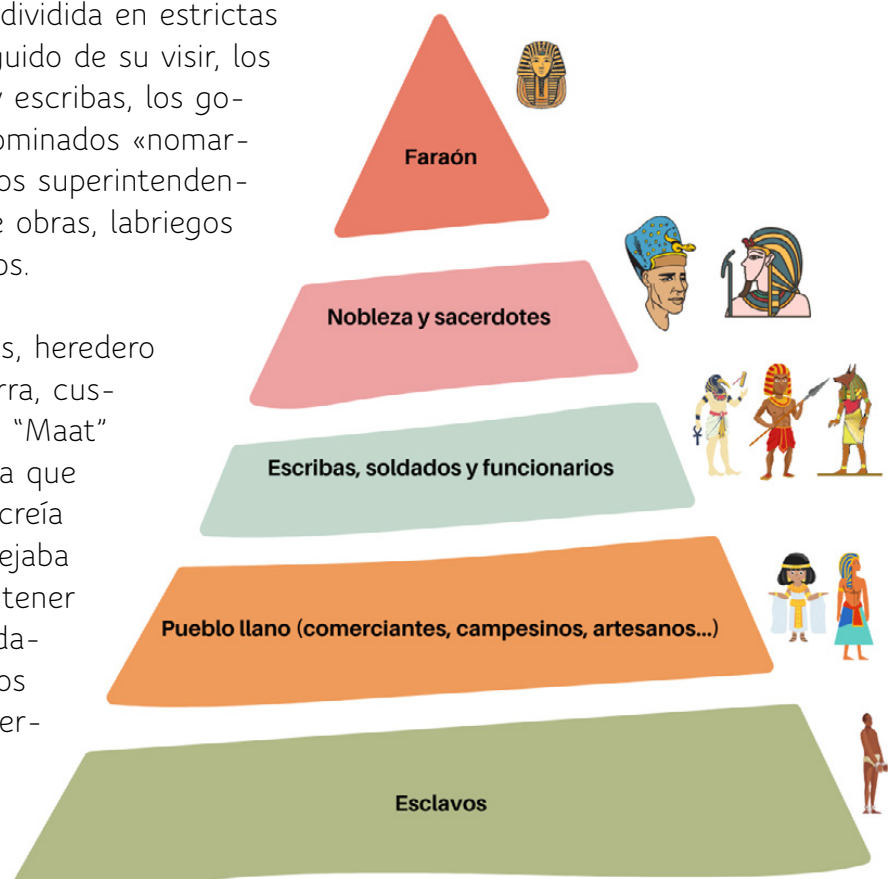 dividida en estrictas
guido de su visir, los
y escribas, los go-
ominados «nomar-
os superintenden-
e obras, labriegos
os.
s, heredero
rra, cus-
“Maat”
a que
creía
ejaba
tener
da-
os
er-
Faraón
Nobleza y sacerdotes
Escribas, soldados y funcionarios
Pueblo llano (comerciantes, campesinos, artesanos...)
Esclavos